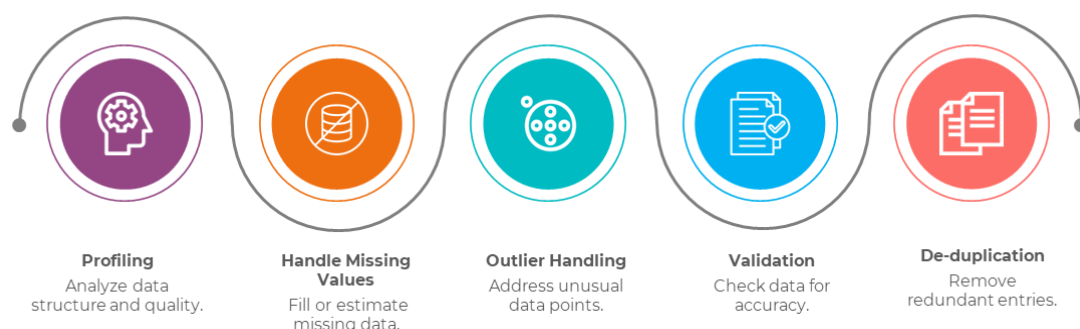 Profiling
Analyze data
structure and quality.
Handle Missing
Values
Fill or estimate
missing data.
Outlier Handling
Address unusual
data points.
Validation
Check data for
accuracy.
De-duplication
Remove
redundant entries.